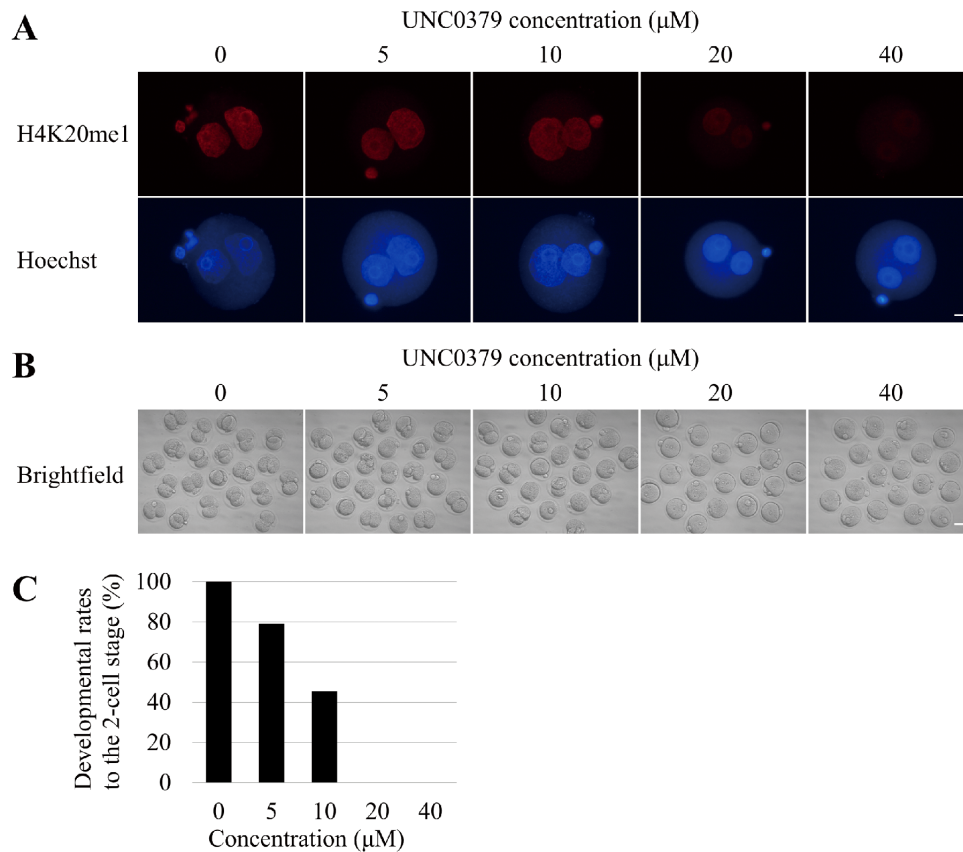 A
UNC0379 concentration (μM)
0 5 10 20 40
H4K20me1
Hoechst
B
UNC0379 concentration (μM)
0 5 10 20 40
Brightfield
C
Developmental rates
to the 2-cell stage (%)
100
80
60
40
20
0
0 5 10 20 40
Concentration (μM)